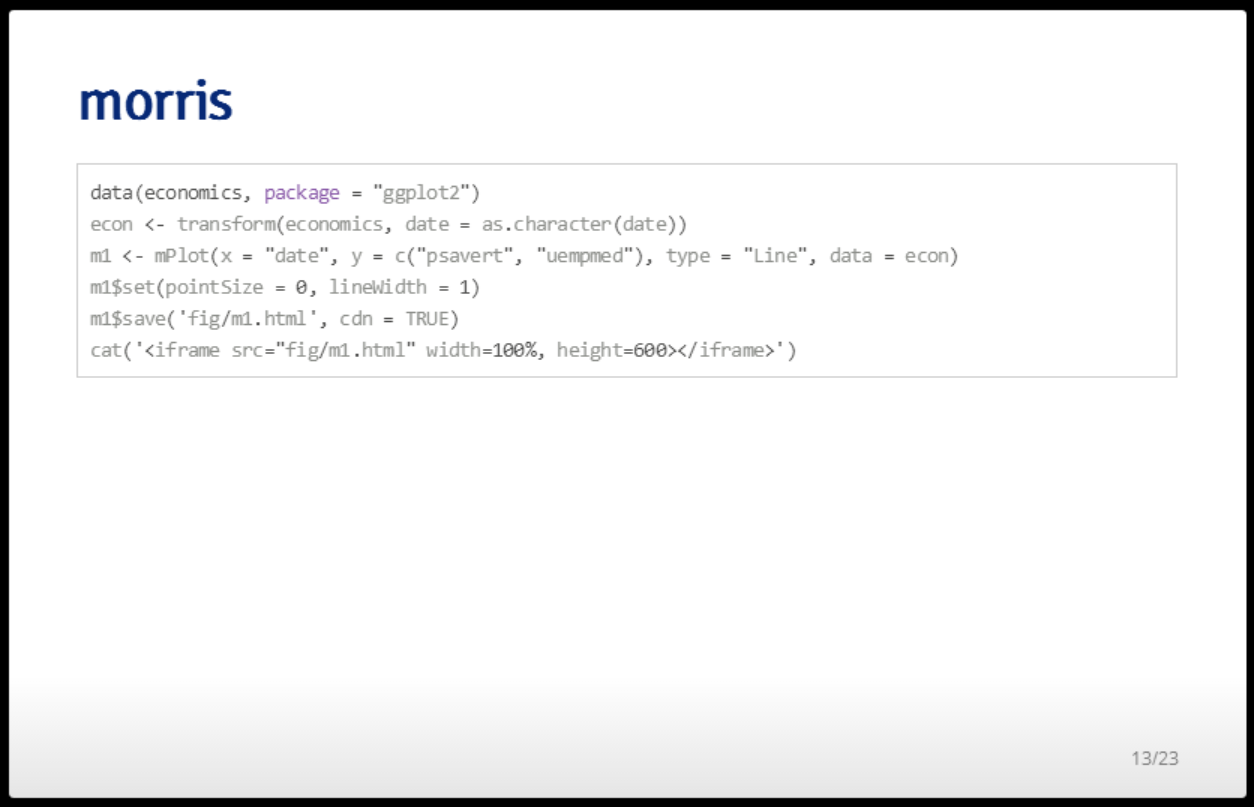 morris
data(economics, package = "ggplot2")
econ <- transform(economics, date = as.character(date))
m1 <- mPlot(x = "date", y = c("psavert", "uempmed"), type = "Line", data = econ)
m1$set(pointSize = 0, lineWidth = 1)
m1$save('fig/m1.html', cdn = TRUE)
cat('<iframe src="fig/m1.html" width=100%, height=600></iframe>')
13/23